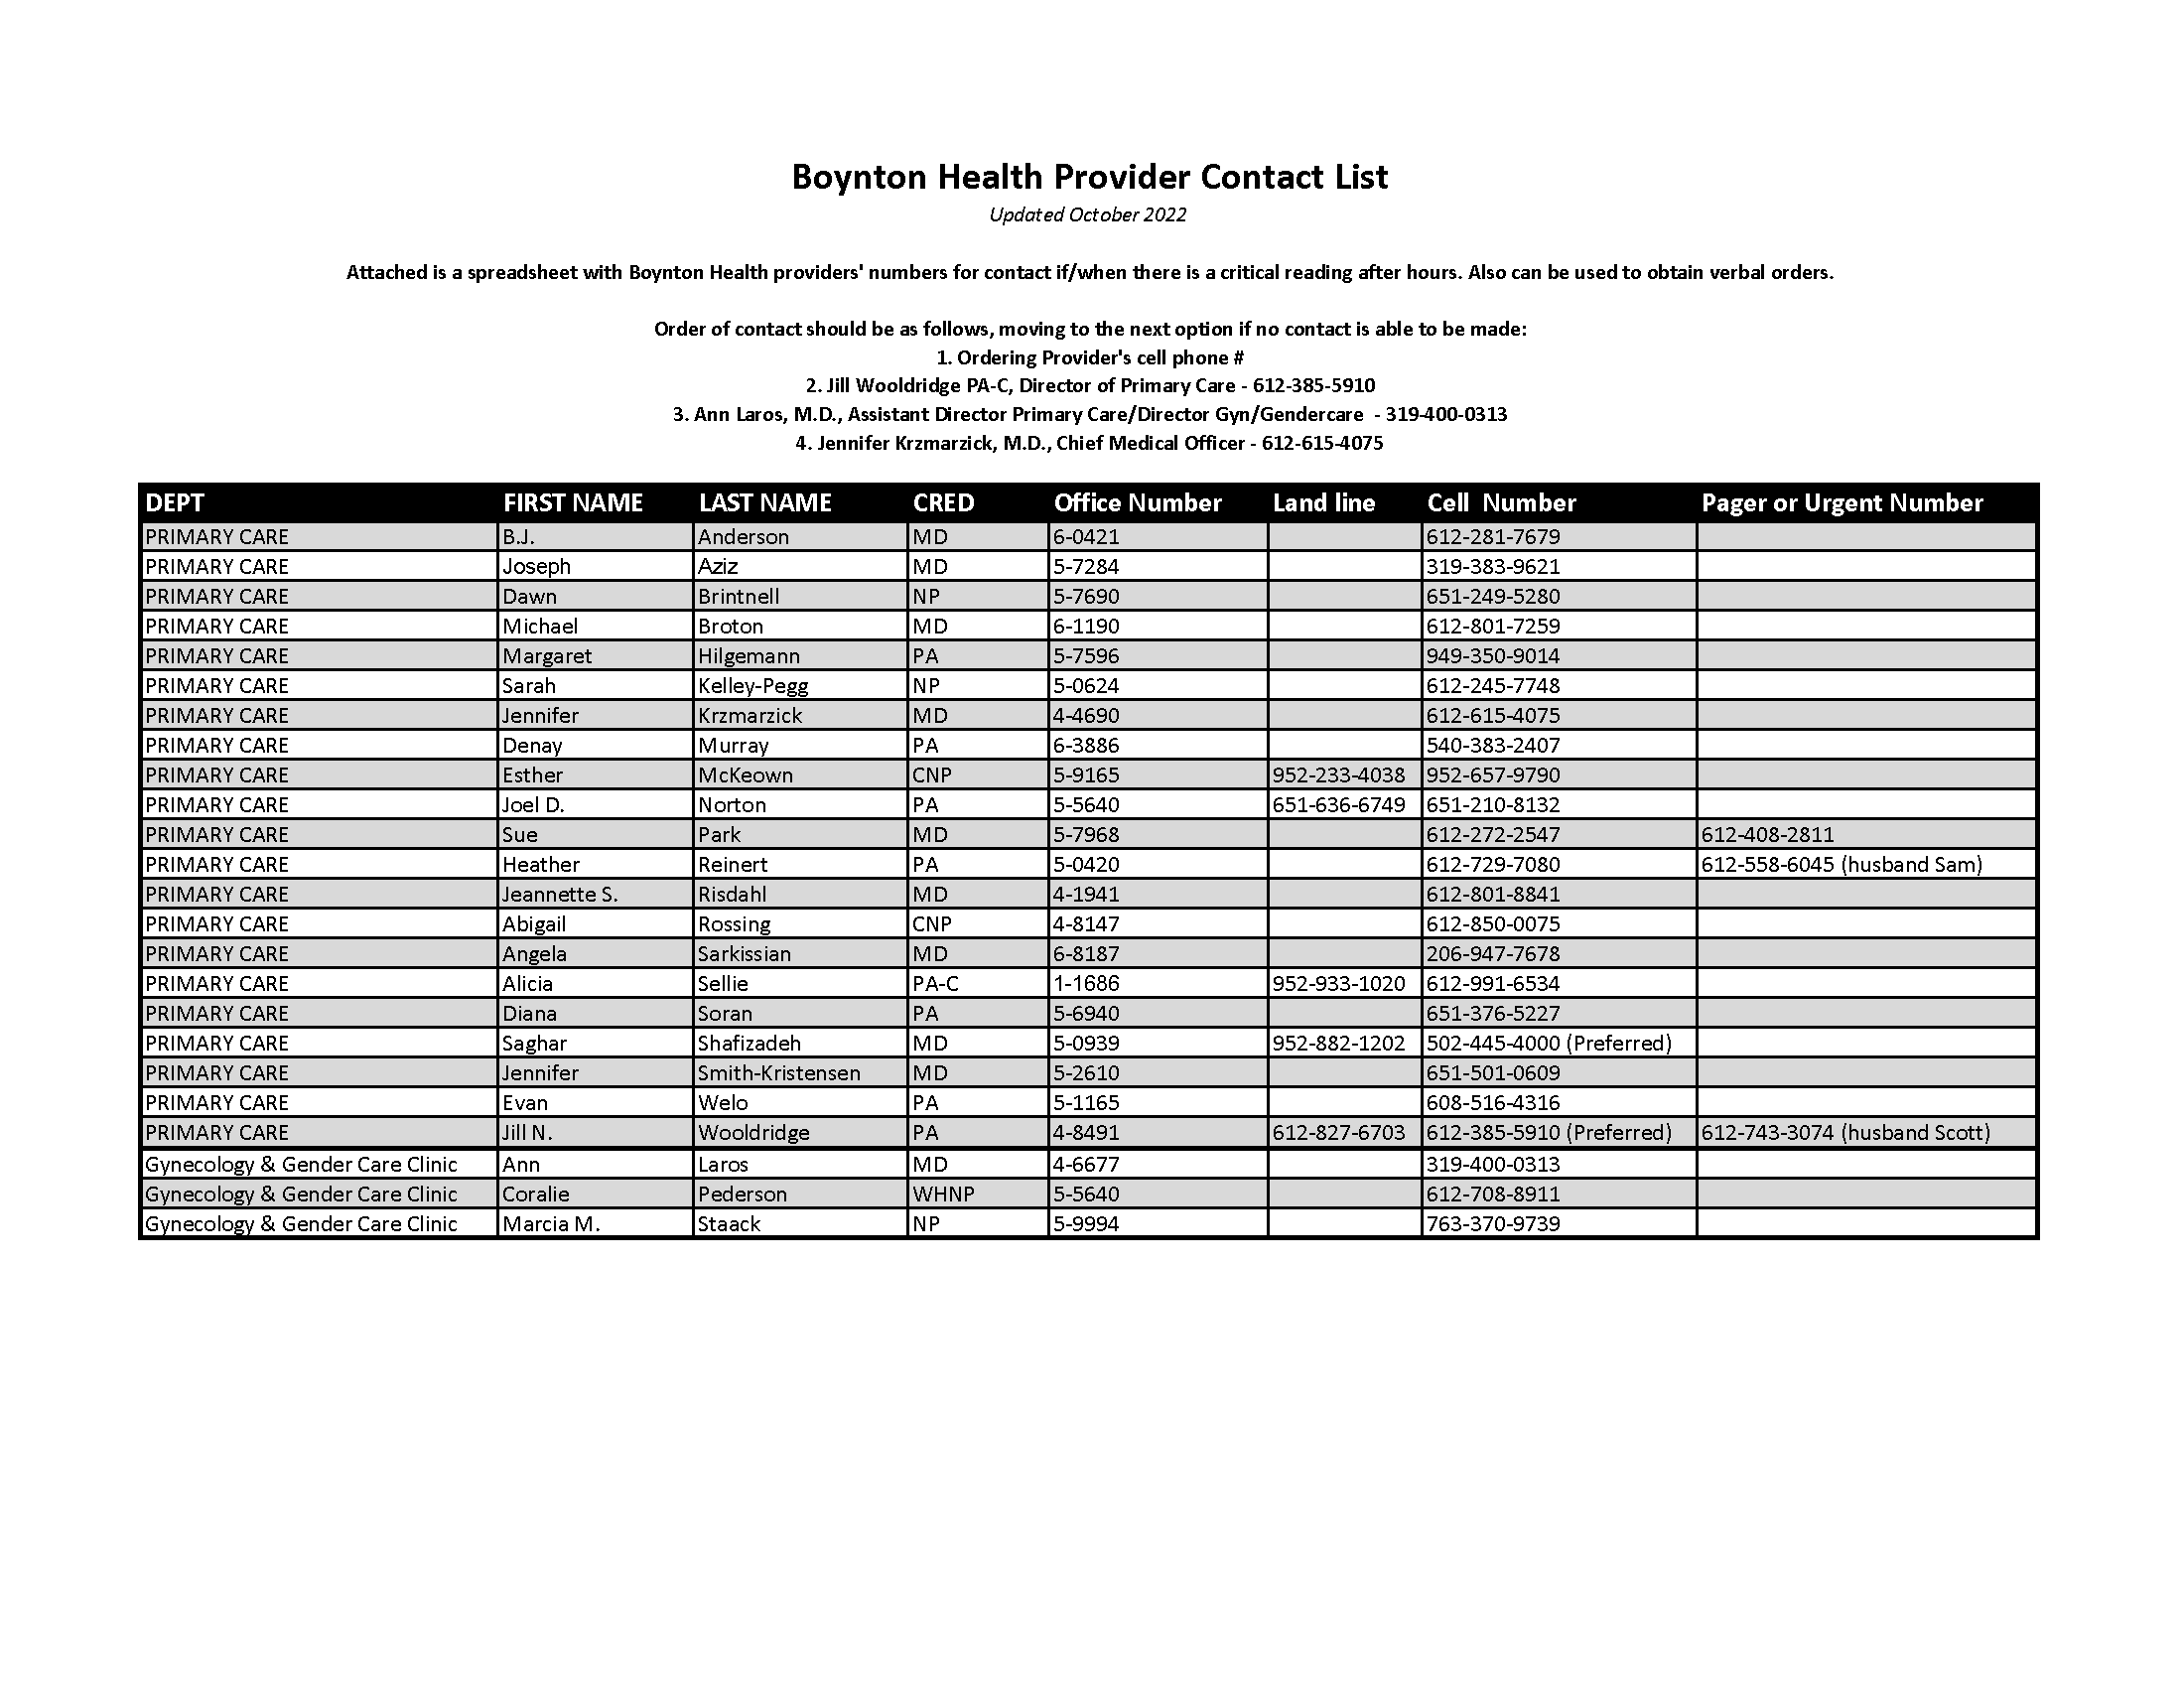 Boynton Health Provider Contact List
Updated October 2022
Attached is a spreadsheet with Boynton Health providers' numbers for contact if/when there is a critical reading after hours. Also can be used to obtain verbal orders.
Order of contact should be as follows, moving to the next option if no contact is able to be made:
1. Ordering Provider's cell phone #
2. Jill Wooldridge PA-C, Director of Primary Care - 612-385-5910
3. Ann Laros, M.D., Assistant Director Primary Care/Director Gyn/Gendercare - 319-400-0313
4. Jennifer Krzmarzick, M.D., Chief Medical Officer - 612-615-4075
DEPT FIRST NAME LAST NAME CRED Office Number Land line Cell Number Pager or Urgent Number
PRIMARY CARE B.J. Anderson MD 6-0421 612-281-7679
PRIMARY CARE Joseph Aziz MD 5-7284 319-383-9621
PRIMARY CARE Dawn Brintnell NP 5-7690 651-249-5280
PRIMARY CARE Michael Broton MD 6-1190 612-801-7259
PRIMARY CARE Margaret Hilgemann PA 5-7596 949-350-9014
PRIMARY CARE Sarah Kelley-Pegg NP 5-0624 612-245-7748
PRIMARY CARE Jennifer Krzmarzick MD 4-4690 612-615-4075
PRIMARY CARE Denay Murray PA 6-3886 540-383-2407
PRIMARY CARE Esther McKeown CNP 5-9165 952-233-4038 952-657-9790
PRIMARY CARE Joel D. Norton PA 5-5640 651-636-6749 651-210-8132
PRIMARY CARE Sue Park MD 5-7968 612-272-2547 612-408-2811
PRIMARY CARE Heather Reinert PA 5-0420 612-729-7080 612-558-6045 (husband Sam)
PRIMARY CARE Jeannette S. Risdahl MD 4-1941 612-801-8841
PRIMARY CARE Abigail Rossing CNP 4-8147 612-850-0075
PRIMARY CARE Angela Sarkissian MD 6-8187 206-947-7678
PRIMARY CARE Alicia Sellie PA-C 1-1686 952-933-1020 612-991-6534
PRIMARY CARE Diana Soran PA 5-6940 651-376-5227
PRIMARY CARE Saghar Shafizadeh MD 5-0939 952-882-1202 502-445-4000 (Preferred)
PRIMARY CARE Jennifer Smith-Kristensen MD 5-2610 651-501-0609
PRIMARY CARE Evan Welo PA 5-1165 608-516-4316
PRIMARY CARE Jill N. Wooldridge PA 4-8491 612-827-6703 612-385-5910 (Preferred) 612-743-3074 (husband Scott)
Gynecology & Gender Care Clinic Ann Laros MD 4-6677 319-400-0313
Gynecology & Gender Care Clinic Coralie Pederson WHNP 5-5640 612-708-8911
Gynecology & Gender Care Clinic Marcia M. Staack NP 5-9994 763-370-9739